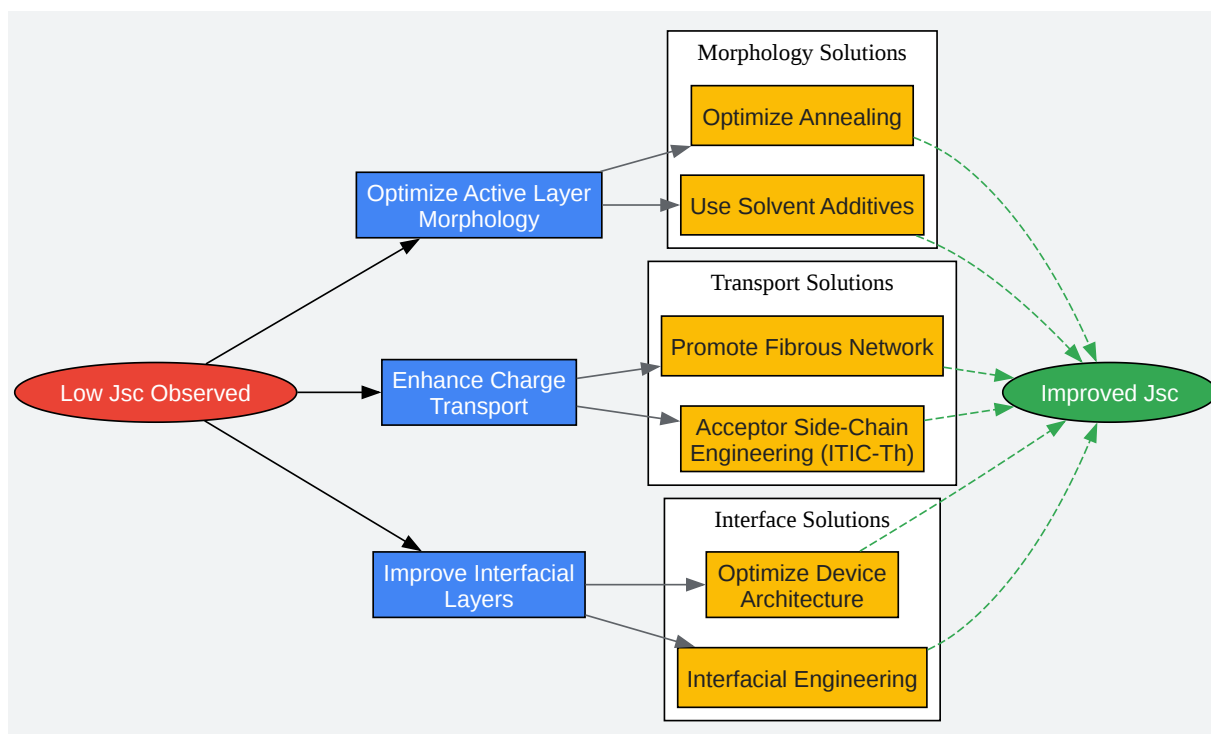 Morphology Solutions
Optimize Annealing
Optimize Active Layer
Morphology
Use Solvent Additives
Transport Solutions
Promote Fibrous Network
Low Jsc Observed
Enhance Charge
Transport
Improved Jsc
Acceptor Side-Chain
Engineering (ITIC-Th)
Interface Solutions
Improve Interfacial
Layers
Optimize Device
Architecture
Interfacial Engineering